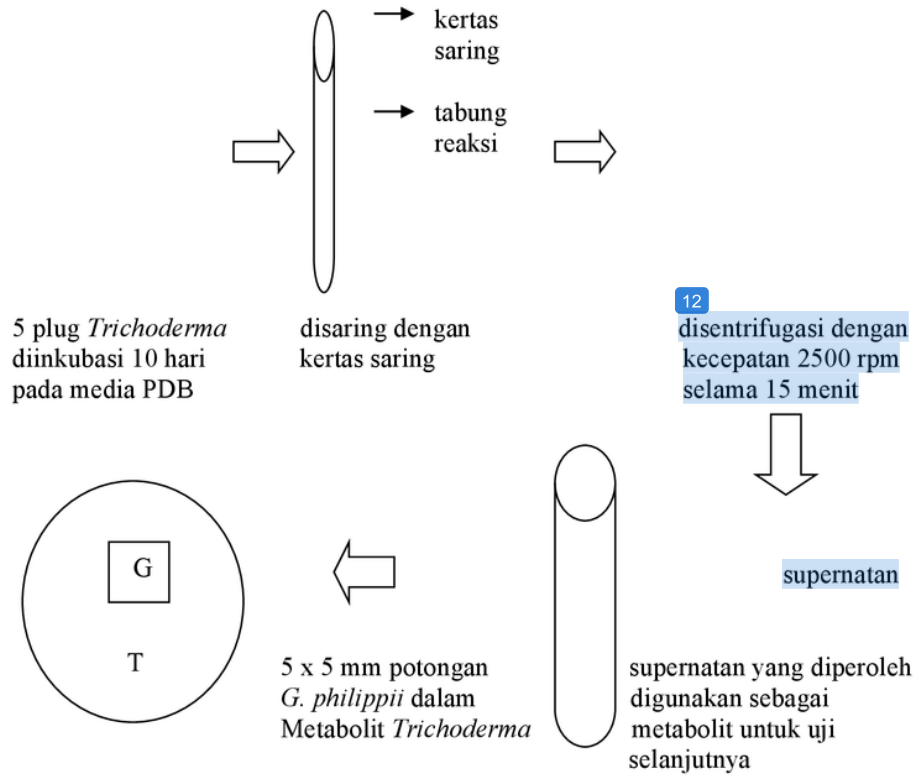 kertas
saring
tabung
reaksi
12
5 plug Trichoderma
diinkubasi 10 hari
pada media PDB
disaring dengan
kertas saring
disentrifugasi dengan
kecepatan 2500 rpm
selama 15 menit
G
T
supernatan
5 x 5 mm potongan
G. philippii dalam
Metabolit Trichoderma
supernatan yang diperoleh
digunakan sebagai
metabolit untuk uji
selanjutnya